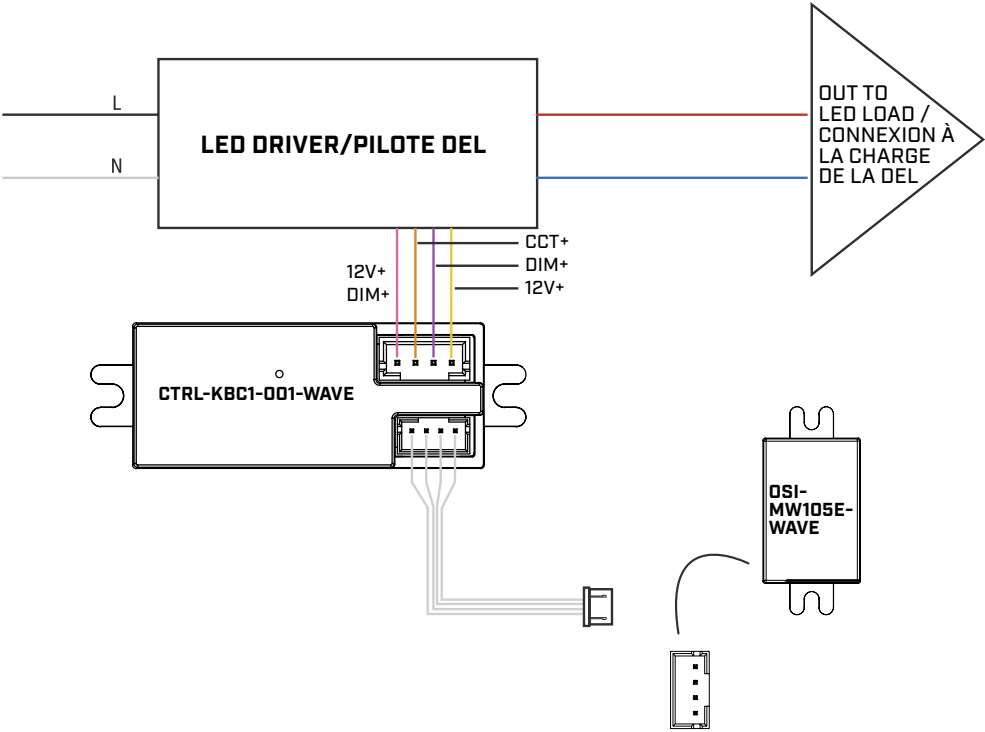 L
LED DRIVER/PILOTE DEL
N
OUT TO
LED LOAD /
CONNEXION À
LA CHARGE
DE LA DEL
CCT+
12V+
DIM+
DIM+
12V+
CTRL-KBC1-001-WAVE
OSI-
MW105E-
WAVE